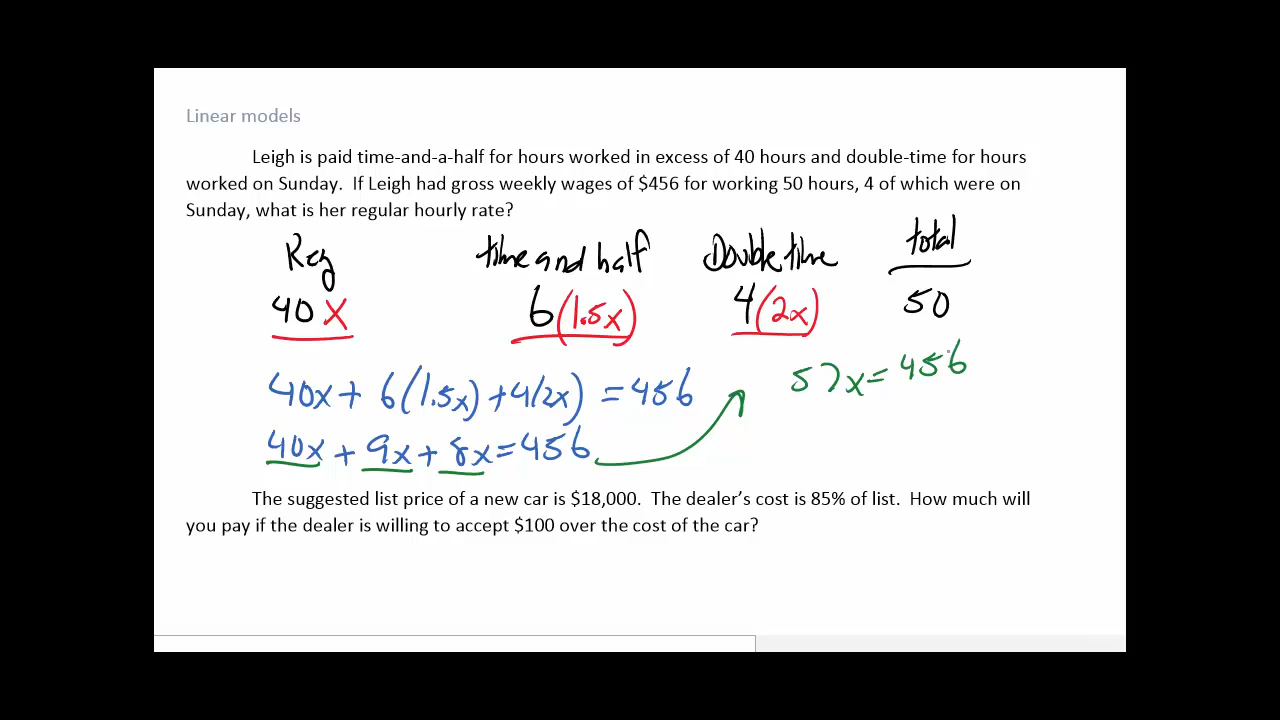 Linear models
Leigh is paid time-and-a-half for hours worked in excess of 40 hours and double-time for hours
worked on Sunday. If Leigh had gross weekly wages of $456 for working 50 hours, 4 of which were on
Sunday, what is her regular hourly rate?
Reg time and half Double time total
40 x 6(1.5x) 4(2x) 50
57x = 456
40x + 6(1.5x) + 4(2x) = 456
40x + 9x + 8x = 456
The suggested list price of a new car is $18,000. The dealer’s cost is 85% of list. How much will
you pay if the dealer is willing to accept $100 over the cost of the car?